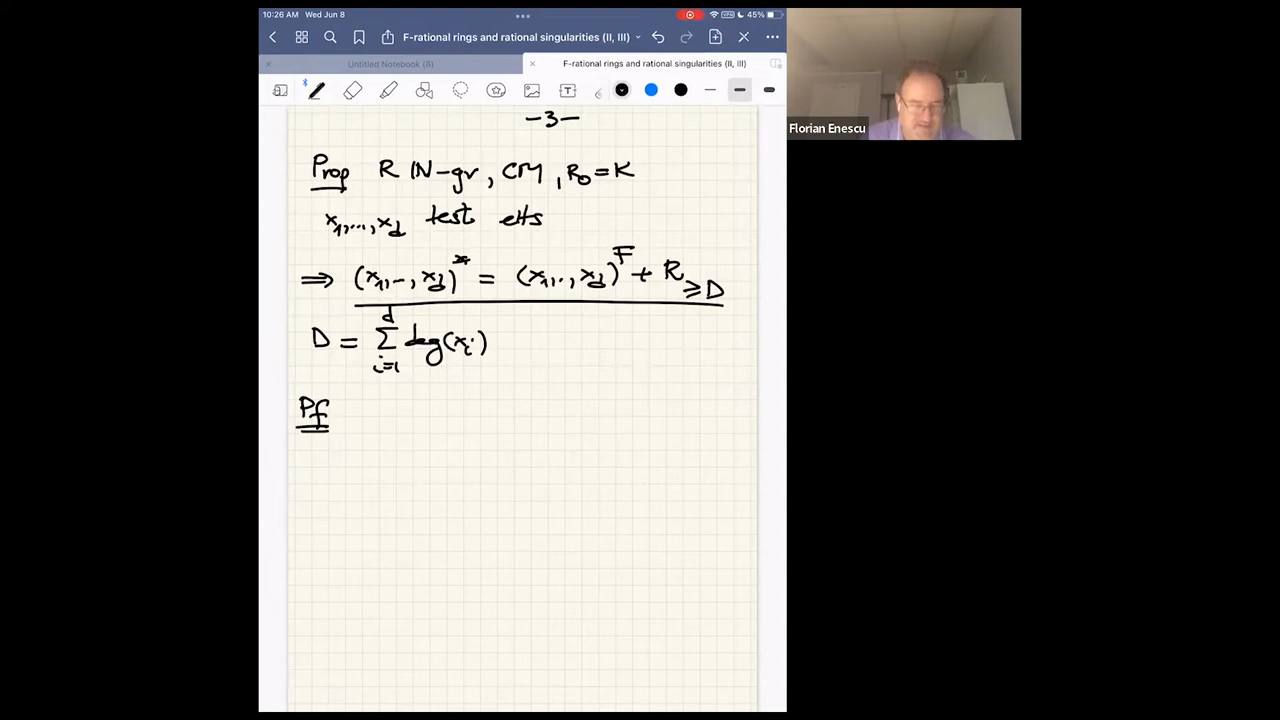 10:26 AM Wed Jun 8
VPN 45%
F-rational rings and rational singularities (II, III)
Untitled Notebook (8)
F-rational rings and rational singularities (II, III)
Florian Enescu
-3-
Prop R ℕ-gr, CM, R₀=K
x₁,...,x_d test elts
⟹ (x₁,..,x_d)^* = (x₁,..,x_d)^F + R_{≥D}
D = ∑_{i=1}^{d} deg(xᵢ)
Pf